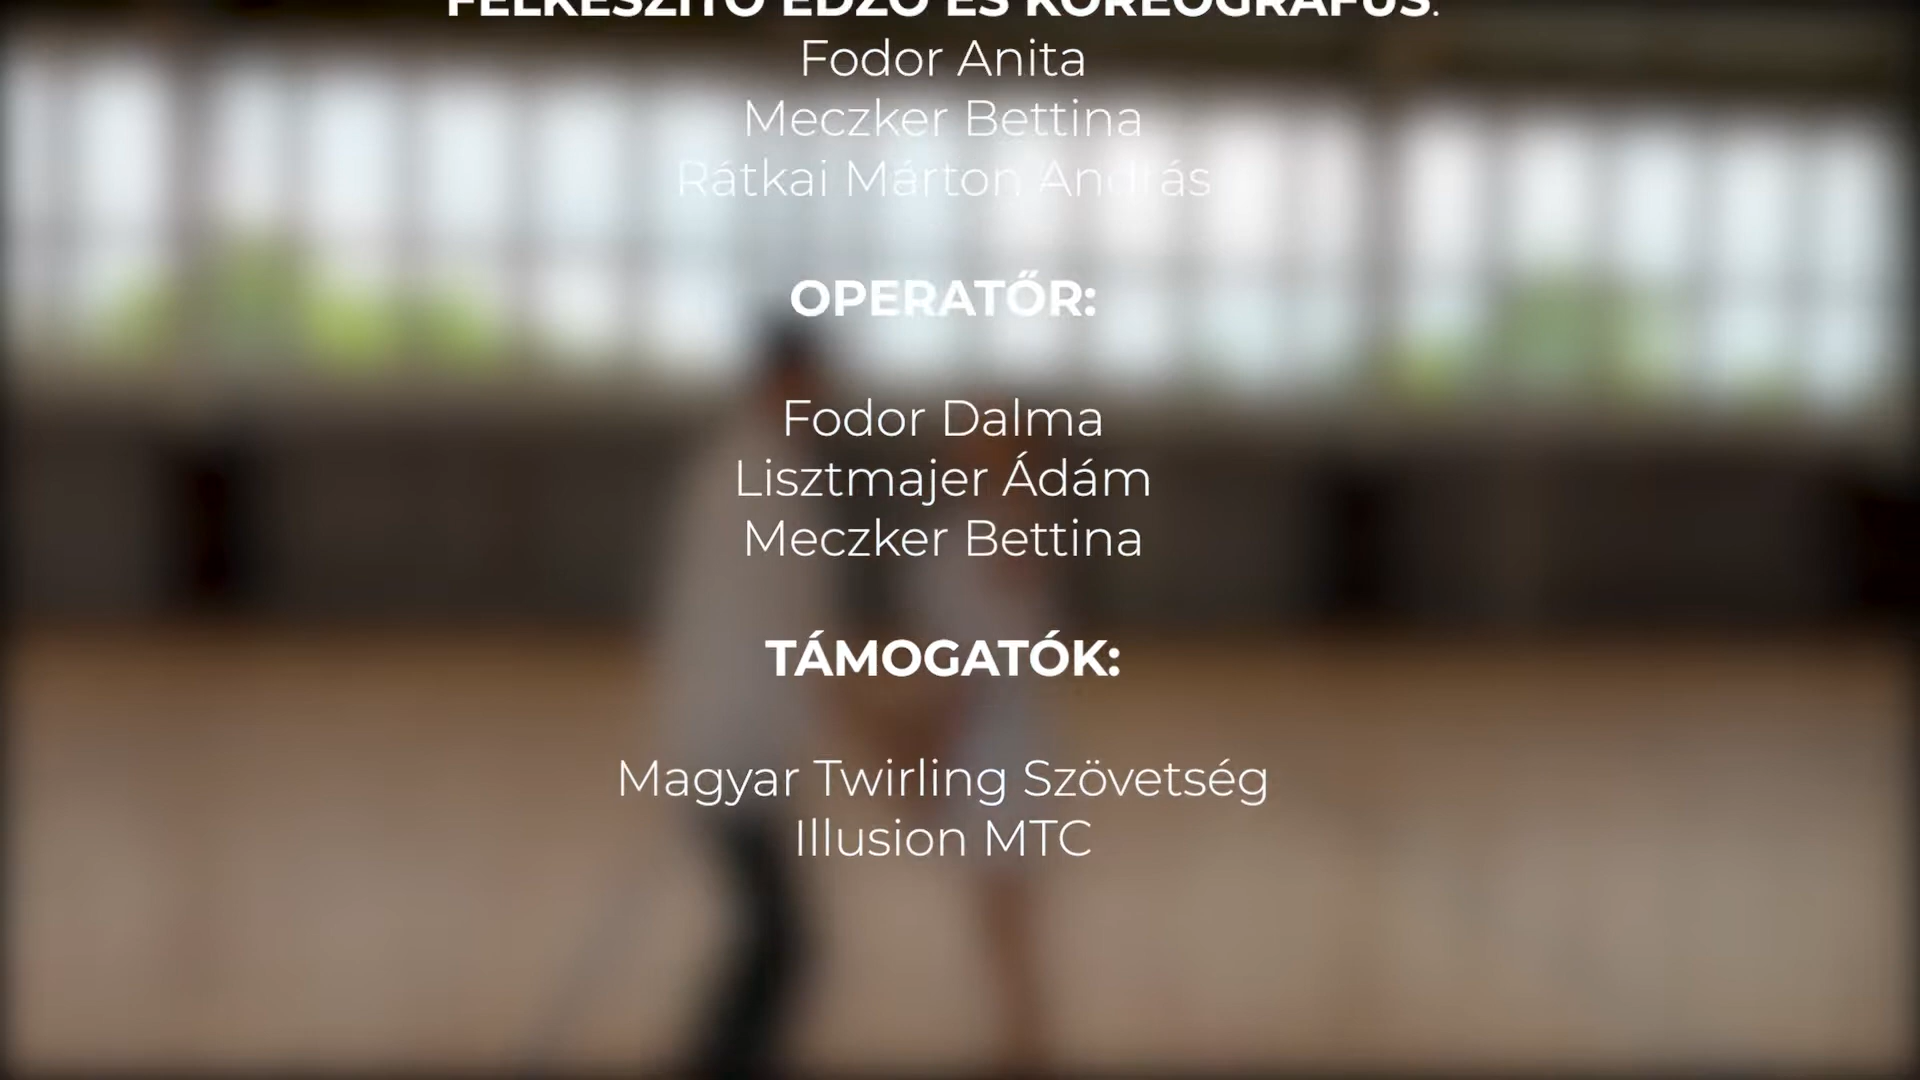 FELKÉSZÍTŐ EDZŐ ÉS KOREOGRÁFUS:
Fodor Anita
Meczker Bettina
Rátkai Márton András
OPERATŐR:
Fodor Dalma
Lisztmajer Ádám
Meczker Bettina
TÁMOGATÓK:
Magyar Twirling Szövetség
Illusion MTC